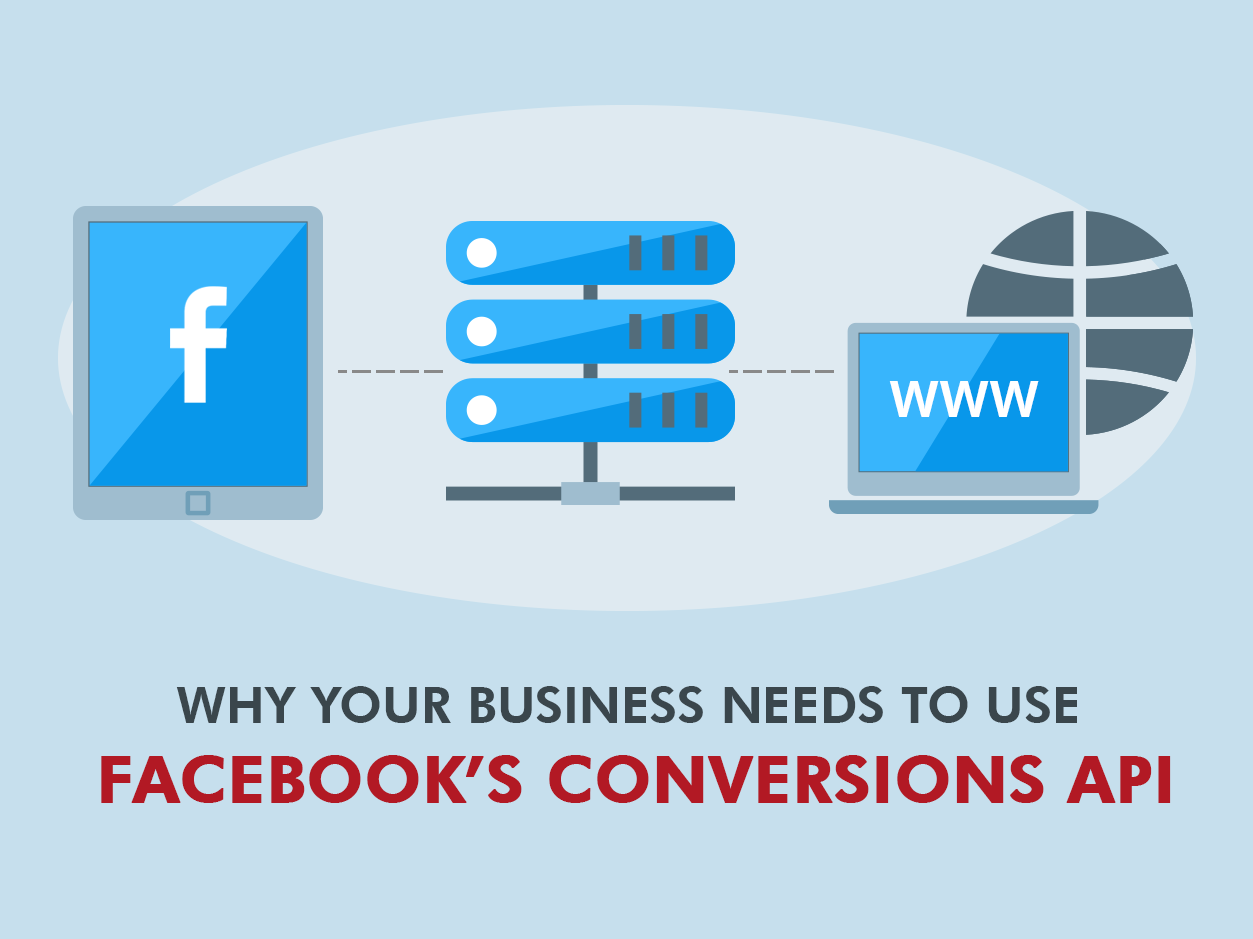 f
WWW
WHY YOUR BUSINESS NEEDS TO USE
FACEBOOK’S CONVERSIONS API